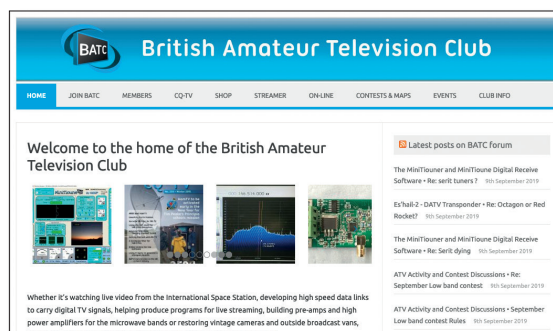 BATC
British Amateur Television Club
HOME JOIN BATC MEMBERS CQ-TV SHOP STREAMER ON-LINE CONTESTS & MAPS EVENTS CLUB INFO
Welcome to the home of the British Amateur
Television Club
Whether it's watching live video from the International Space Station, developing high speed data links
to carry digital TV signals, helping produce programs for live streaming, building pre-amps and high
power amplifiers for the microwave bands or restoring vintage cameras and outside broadcast vans,
Latest posts on BATC forum
The MiniTiouner and MiniTioune Digital Receive
Software • Re: serit tuners ? 9th September 2019
Es'hail-2 - DATV Transponder • Re: Octagon or Red
Rocket? 9th September 2019
The MiniTiouner and MiniTioune Digital Receive
Software • Re: Serit dying 9th September 2019
ATV Activity and Contest Discussions • Re:
September Low band contest 9th September 2019
ATV Activity and Contest Discussions • September
Low band contest Rules 9th September 2019